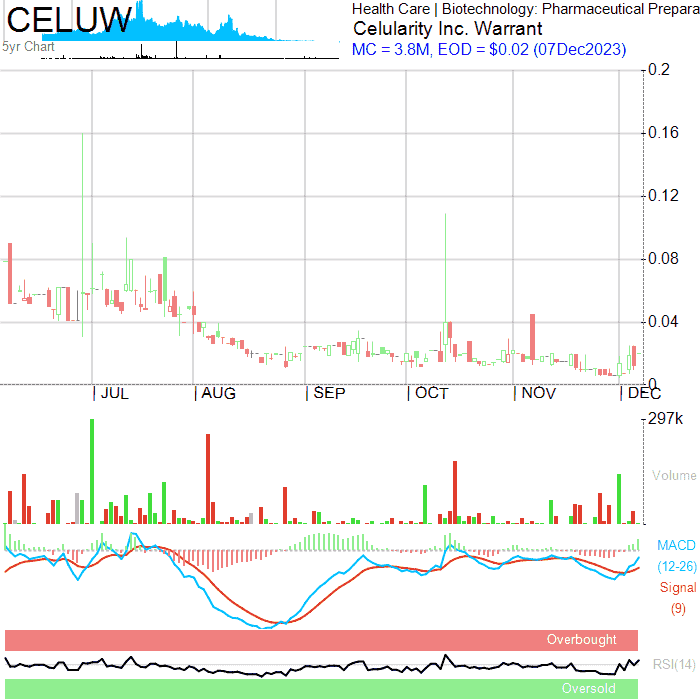 CELUW
5yr Chart
Health Care | Biotechnology: Pharmaceutical Prepara
Celularity Inc. Warrant
MC = 3.8M, EOD = $0.02 (07Dec2023)
0.2
0.16
0.12
0.08
0.04
0
| JUL | AUG | SEP | OCT | NOV | DEC
297k
Volume
MACD
(12-26)
Signal
(9)
Overbought
RSI(14)
Oversold